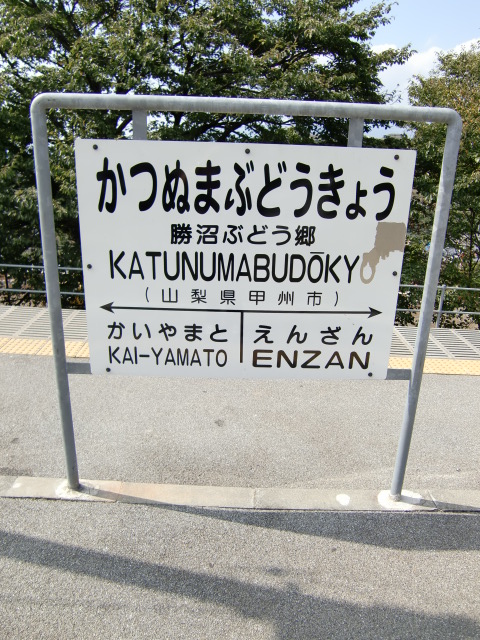 かつぬまぶどうきょう
勝沼ぶどう郷
KATUNUMABUDŌKY
(山梨県甲州市)
かいやまと えんざん
KAI-YAMATO ENZAN